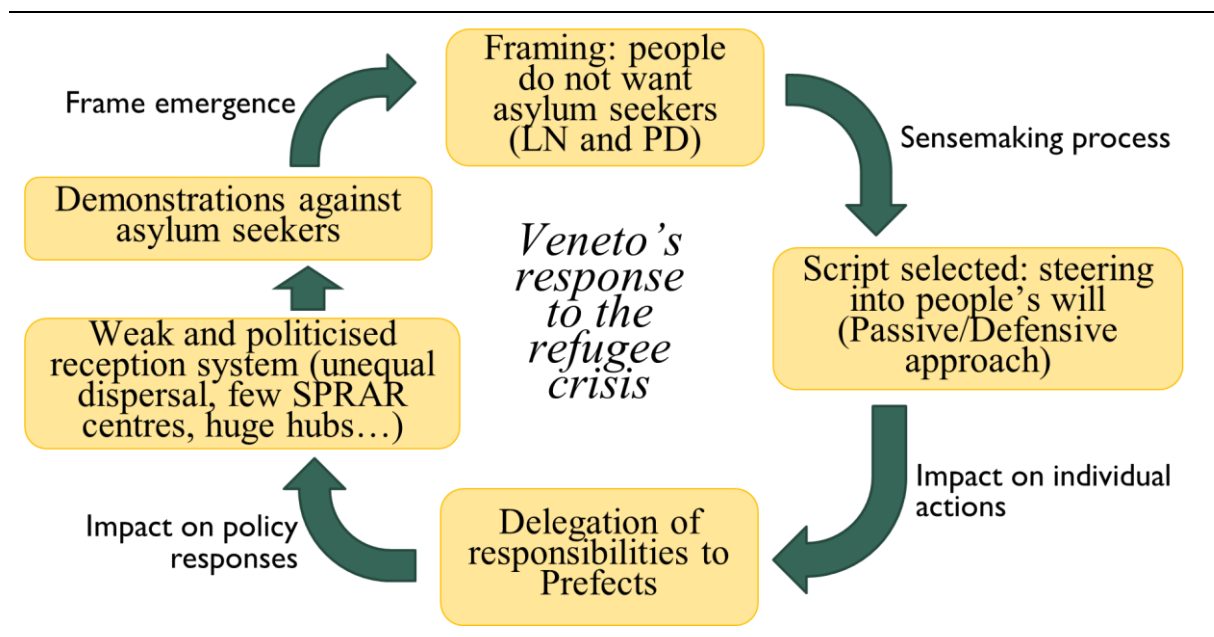 Framing: people
do not want
asylum seekers
(LN and PD)
Sensemaking process
Script selected: steering
into people’s will
(Passive/Defensive
approach)
Impact on individual
actions
Delegation of
responsibilities to
Prefects
Impact on policy
responses
Weak and politicised
reception system (unequal
dispersal, few SPRAR
centres, huge hubs…)
Demonstrations against
asylum seekers
Frame emergence
Veneto’s
response
to the
refugee
crisis